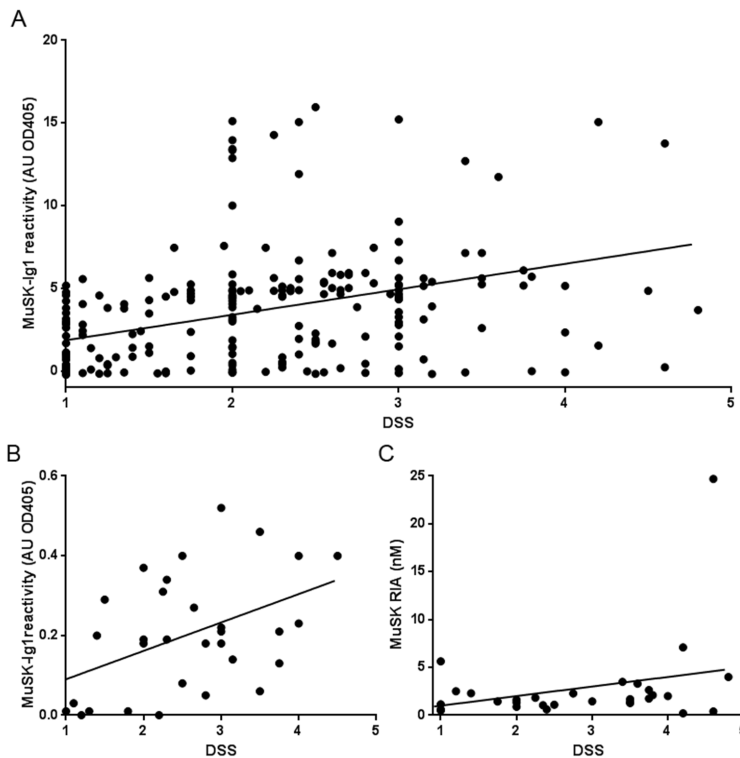 A
20
15
10
5
0
MuSK-Ig1 reactivity (AU OD405)
1 2 3 4 5
DSS
B
0.6
0.4
0.2
0.0
MuSK-Ig1reactivity (AU OD405)
1 2 3 4 5
DSS
C
25
20
15
10
5
0
MuSK RIA (nM)
1 2 3 4 5
DSS